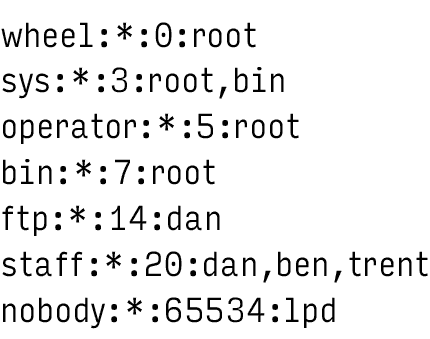 wheel:*:0:root
sys:*:3:root,bin
operator:*:5:root
bin:*:7:root
ftp:*:14:dan
staff:*:20:dan,ben,trent
nobody:*:65534:lpd